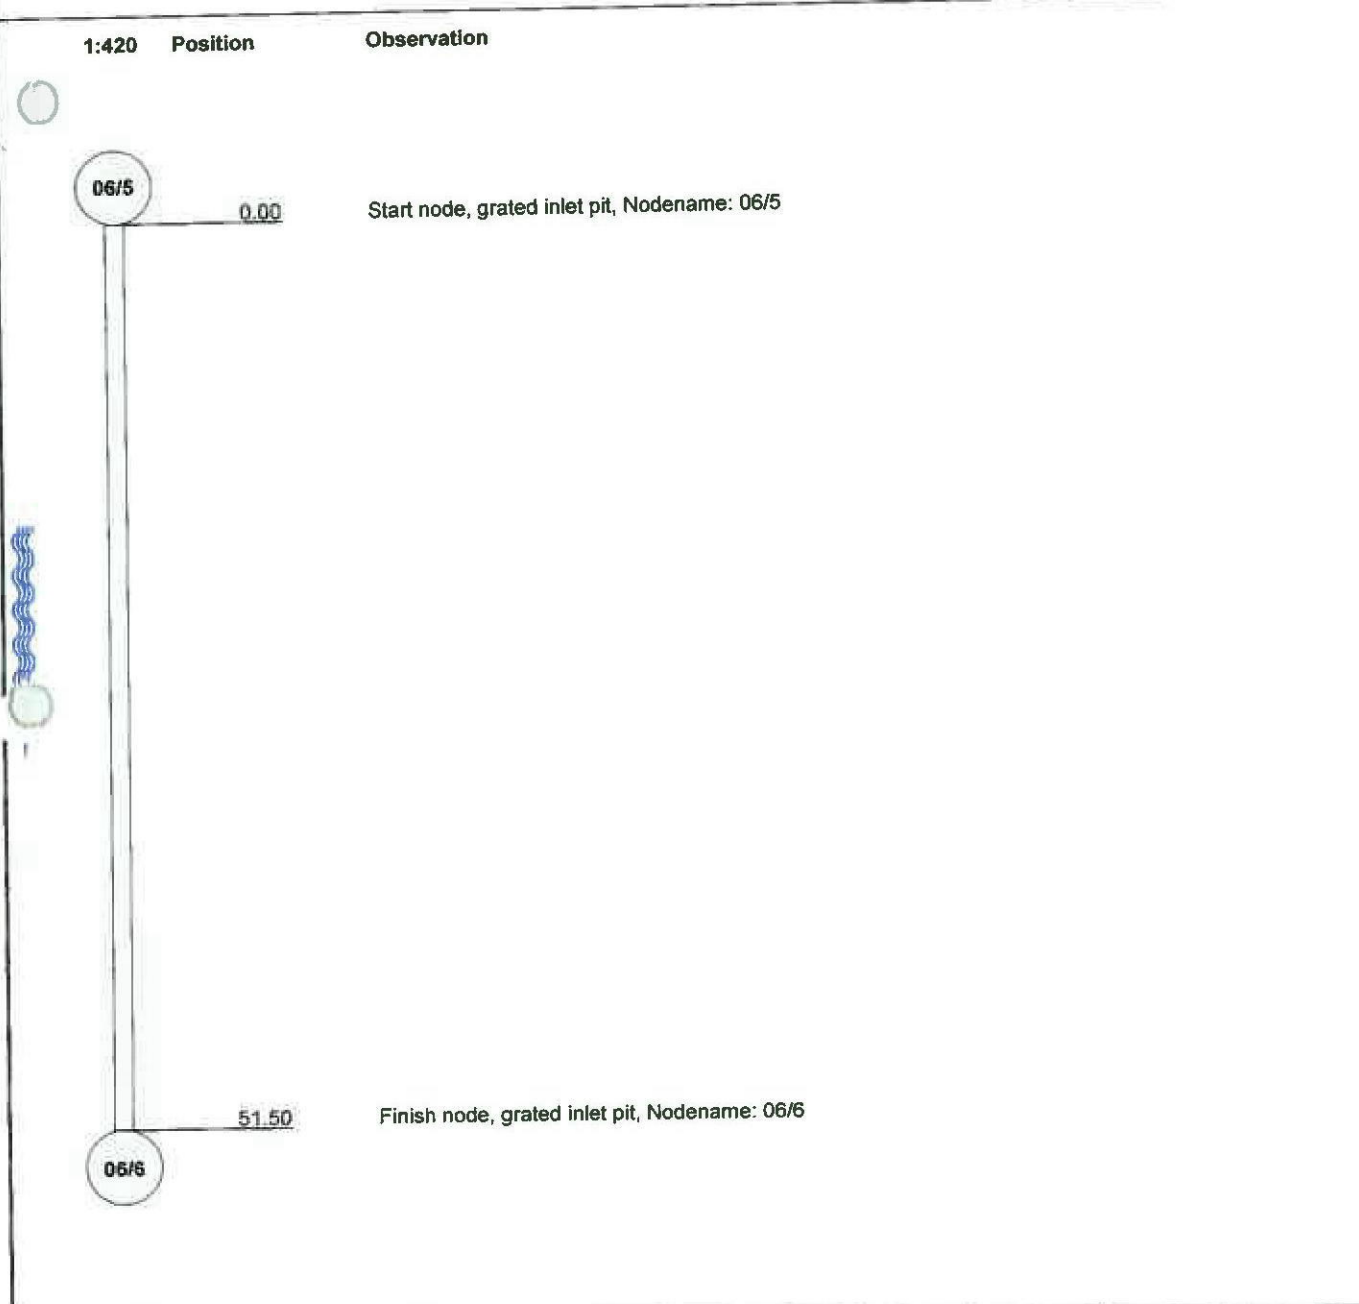 1:420 Position Observation
06/5
0.00 Start node, grated inlet pit, Nodename: 06/5
51.50 Finish node, grated inlet pit, Nodename: 06/6
06/6